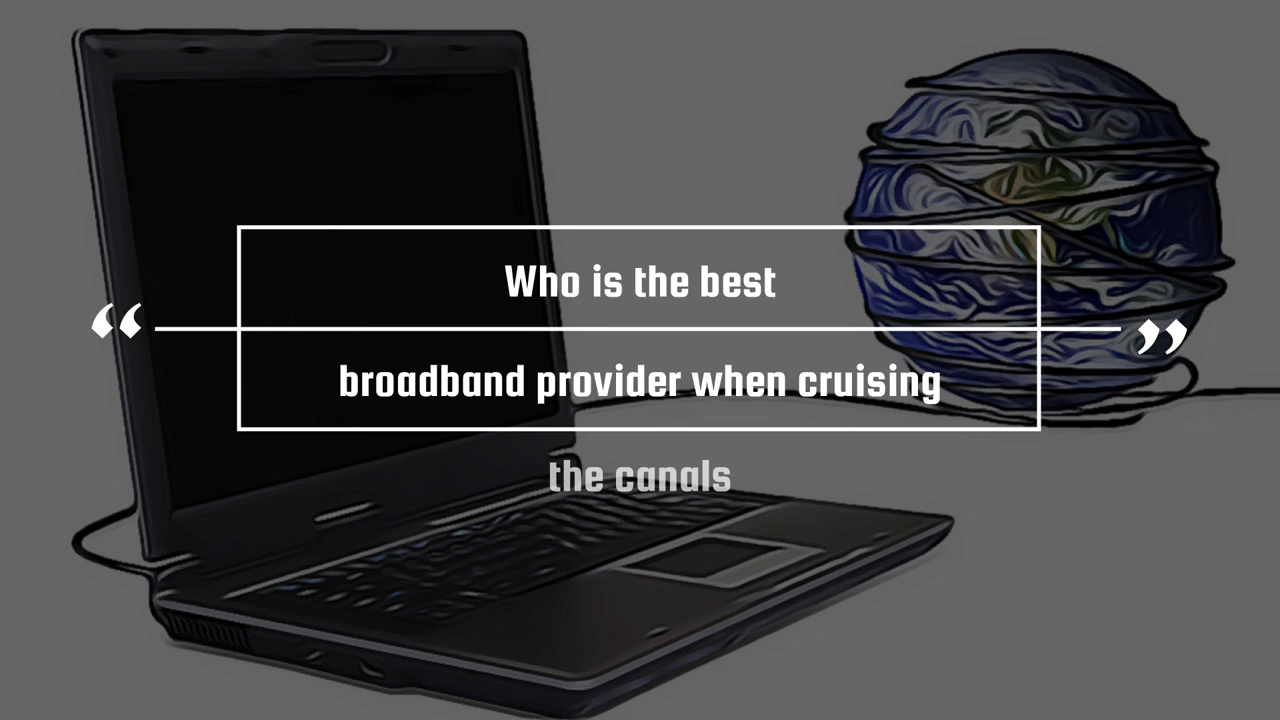 Who is the best
“ ”
broadband provider when cruising
the canals